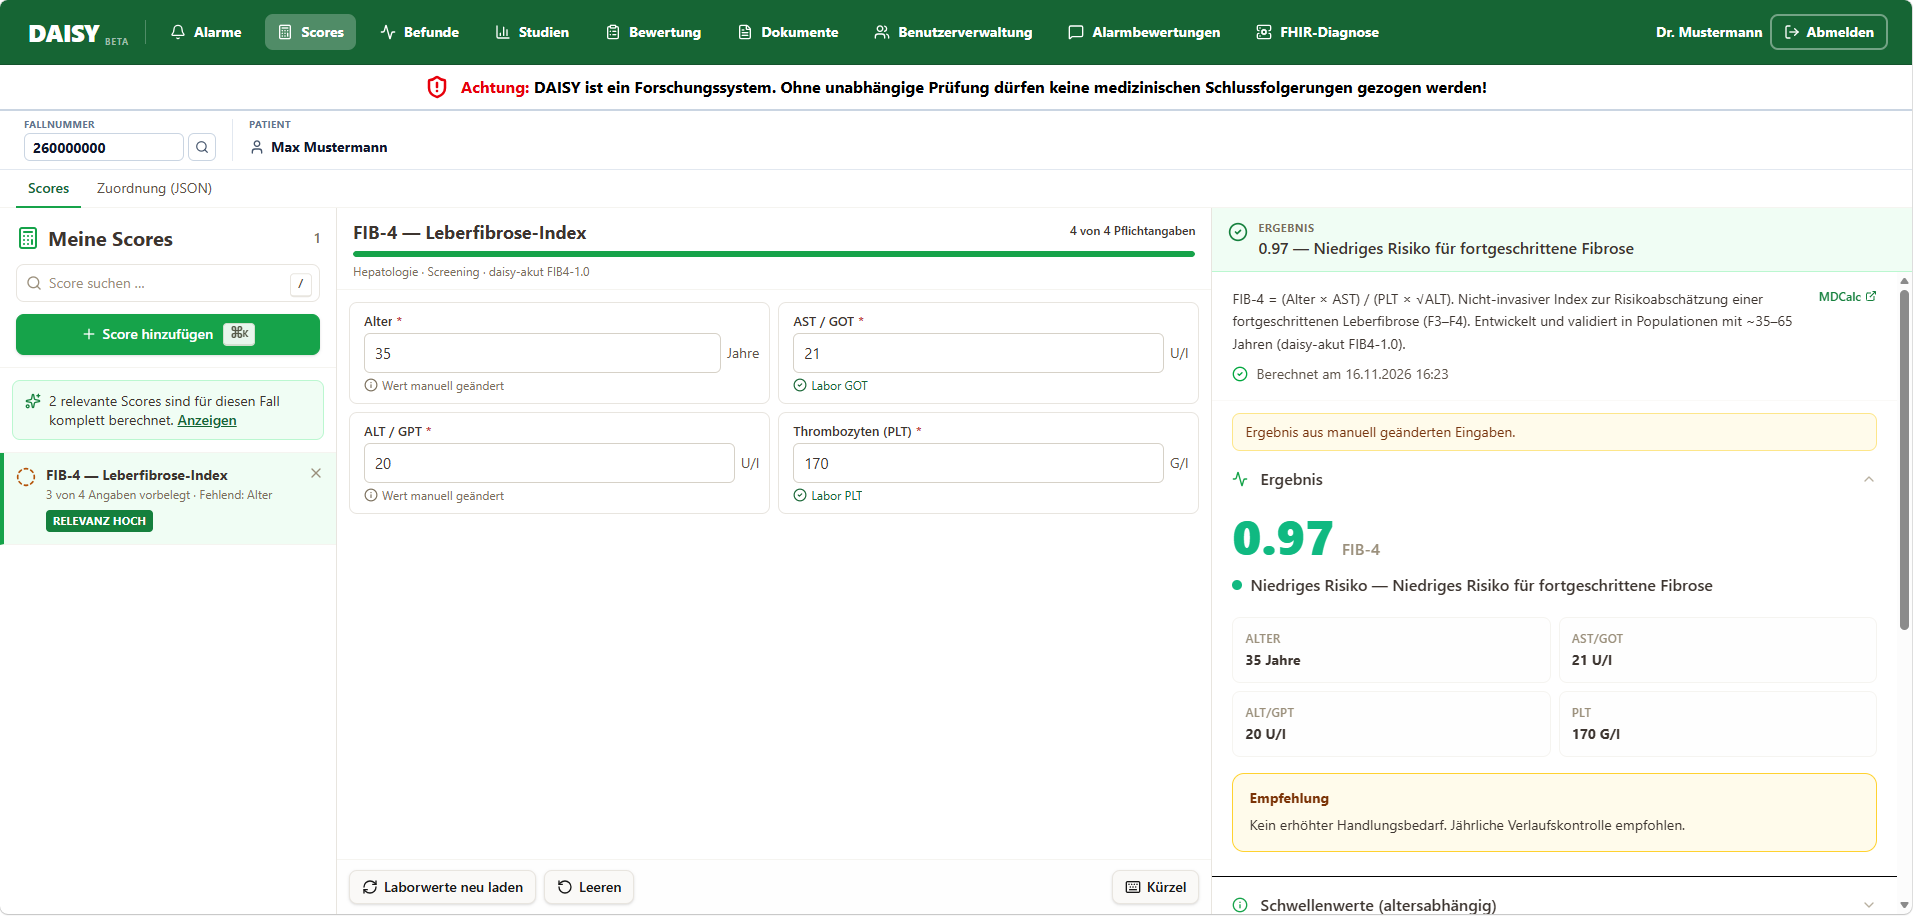 DAISY BETA
Alarme
Scores
Befunde
Studien
Bewertung
Dokumente
Benutzerverwaltung
Alarmbewertungen
FHIR-Diagnose
Dr. Mustermann
Abmelden
Achtung: DAISY ist ein Forschungssystem. Ohne unabhängige Prüfung dürfen keine medizinischen Schlussfolgerungen gezogen werden!
FALLNUMMER
260000000
PATIENT
Max Mustermann
Scores
Zuordnung (JSON)
Meine Scores
1
Score suchen ...
/
+ Score hinzufügen ⌘K
2 relevante Scores sind für diesen Fall
komplett berechnet. Anzeigen
FIB-4 — Leberfibrose-Index
3 von 4 Angaben vorbelegt · Fehlend: Alter
RELEVANZ HOCH
FIB-4 — Leberfibrose-Index
4 von 4 Pflichtangaben
Hepatologie · Screening · daisy-akut FIB4-1.0
Alter *
35
Jahre
Wert manuell geändert
AST / GOT *
21
U/l
Labor GOT
ALT / GPT *
20
U/l
Wert manuell geändert
Thrombozyten (PLT) *
170
G/l
Labor PLT
Laborwerte neu laden
Leeren
Kürzel
ERGEBNIS
0.97 — Niedriges Risiko für fortgeschrittene Fibrose
FIB-4 = (Alter × AST) / (PLT × √ALT). Nicht-invasiver Index zur Risikoabschätzung einer
fortgeschrittenen Leberfibrose (F3–F4). Entwickelt und validiert in Populationen mit ~35–65
Jahren (daisy-akut FIB4-1.0).
MDCalc
Berechnet am 16.11.2026 16:23
Ergebnis aus manuell geänderten Eingaben.
Ergebnis
0.97 FIB-4
Niedriges Risiko — Niedriges Risiko für fortgeschrittene Fibrose
ALTER
35 Jahre
AST/GOT
21 U/l
ALT/GPT
20 U/l
PLT
170 G/l
Empfehlung
Kein erhöhter Handlungsbedarf. Jährliche Verlaufskontrolle empfohlen.
Schwellenwerte (altersabhängig)